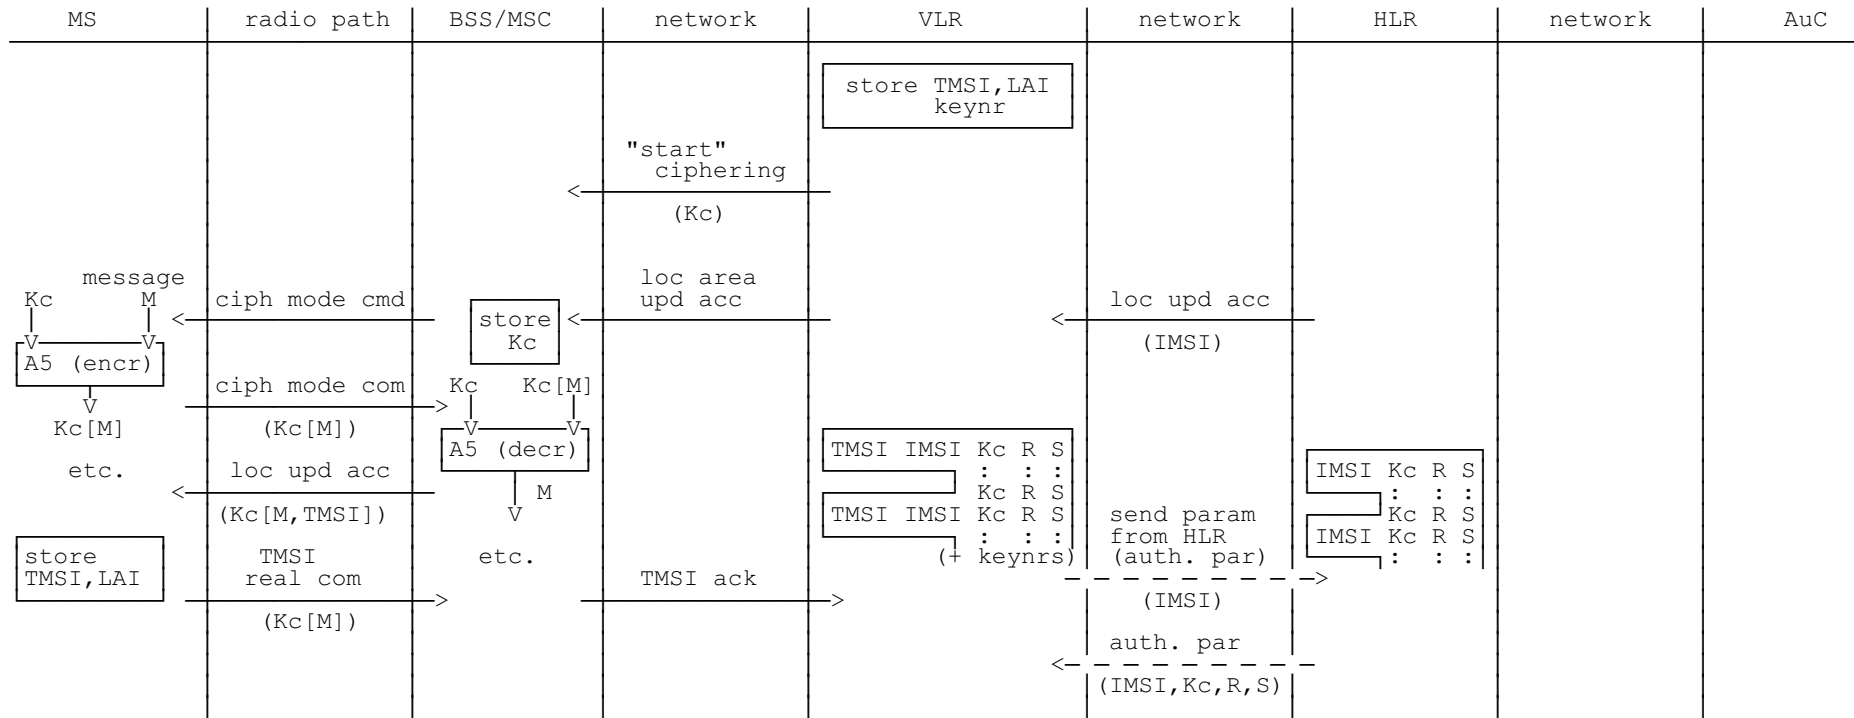 MS radio path BSS/MSC network VLR network HLR network AuC
store TMSI,LAI
keynr
"start"
ciphering
(Kc)
message
Kc M
ciph mode cmd
store
Kc
loc area
upd acc
loc upd acc
(IMSI)
A5 (encr)
Kc[M]
etc.
ciph mode com
(Kc[M])
Kc Kc[M]
A5 (decr)
M
etc.
loc upd acc
(Kc[M,TMSI])
TMSI IMSI Kc R S
: : :
Kc R S
TMSI IMSI Kc R S
: : :
(+ keynrs)
send param
from HLR
(auth. par)
(IMSI)
IMSI Kc R S
: : :
Kc R S
IMSI Kc R S
: : :
store
TMSI,LAI
TMSI
real com
(Kc[M])
TMSI ack
auth. par
(IMSI,Kc,R,S)